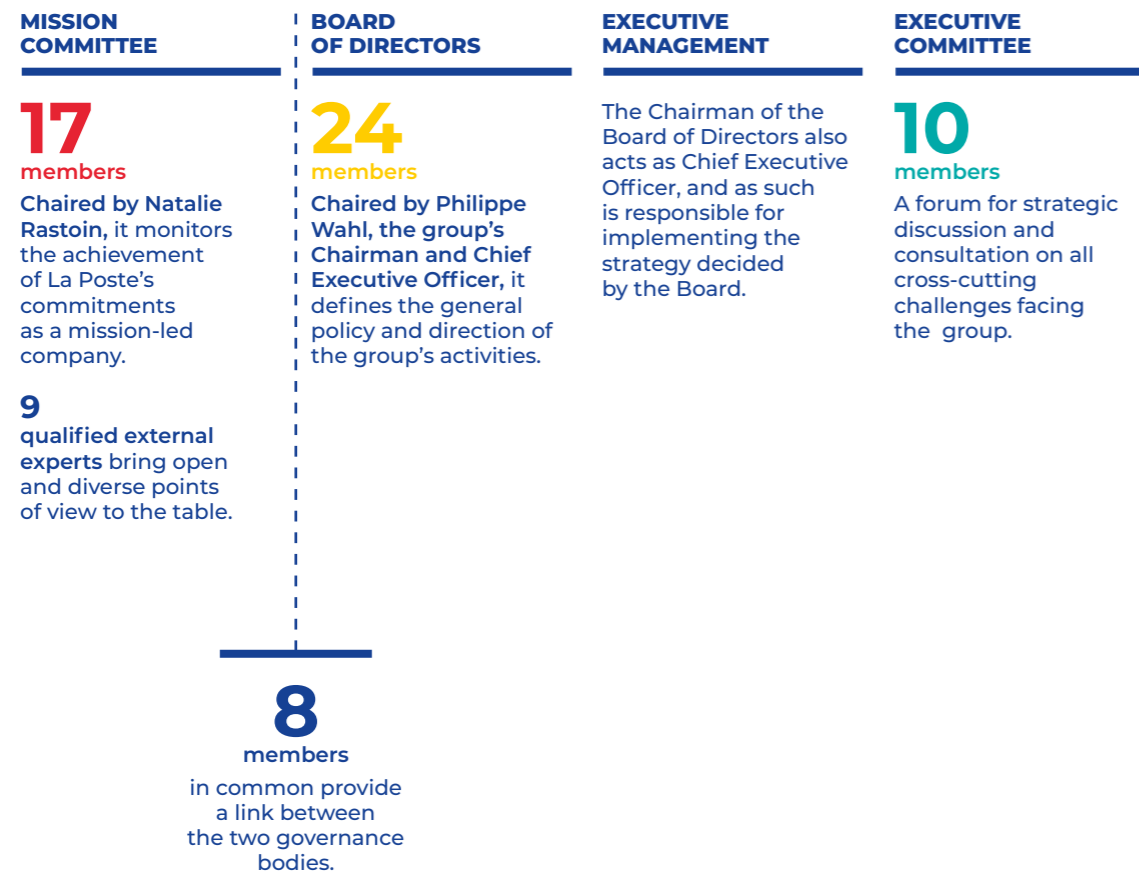 MISSION
COMMITTEE
17
members
Chaired by Natalie
Rastoin, it monitors
the achievement
of La Poste's
commitments
as a mission-led
company.
9
qualified external
experts bring open
and diverse points
of view to the table.
BOARD
OF DIRECTORS
24
members
Chaired by Philippe
Wahl, the group's
Chairman and Chief
Executive Officer, it
defines the general
policy and direction of
the group's activities.
8
members
in common provide
a link between
the two governance
bodies.
EXECUTIVE
MANAGEMENT
The Chairman of the
Board of Directors also
acts as Chief Executive
Officer, and as such
is responsible for
implementing the
strategy decided
by the Board.
EXECUTIVE
COMMITTEE
10
members
A forum for strategic
discussion and
consultation on all
cross-cutting
challenges facing
the group.